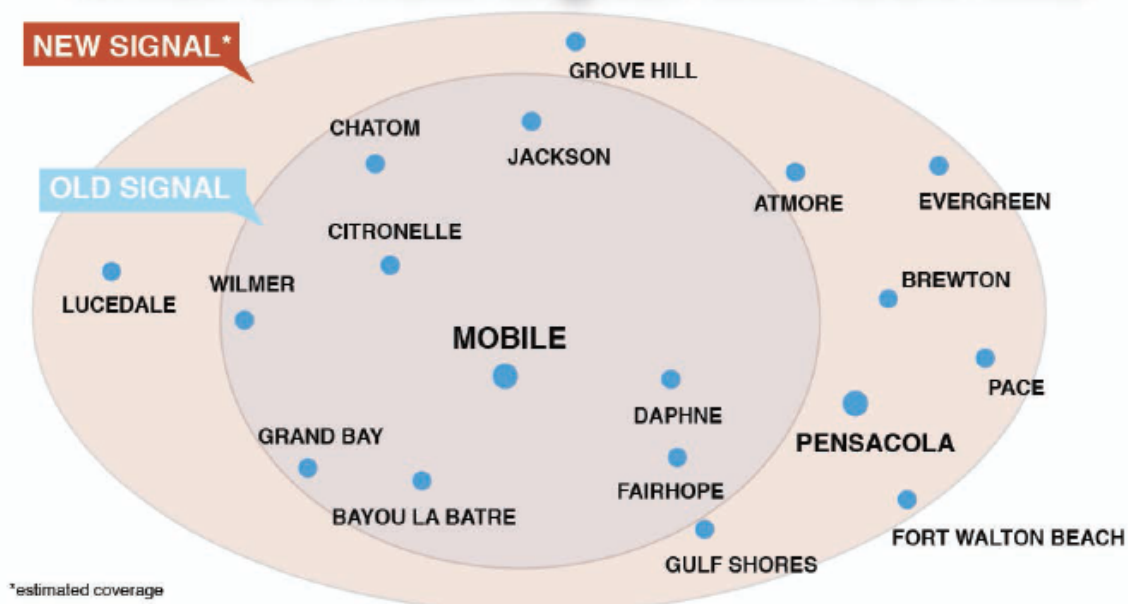 NEW SIGNAL*
GROVE HILL
CHATOM
JACKSON
OLD SIGNAL
ATMORE
EVERGREEN
CITRONELLE
WILMER
BREWTON
LUCEDALE
MOBILE
PACE
DAPHNE
PENSACOLA
GRAND BAY
FAIRHOPE
BAYOU LA BATRE
FORT WALTON BEACH
GULF SHORES
*estimated coverage